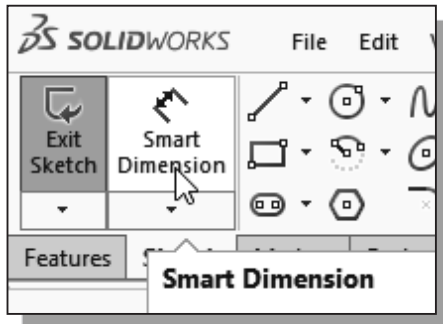 SOLIDWORKS File Edit
Exit Sketch
Smart Dimension
Features
Smart Dimension